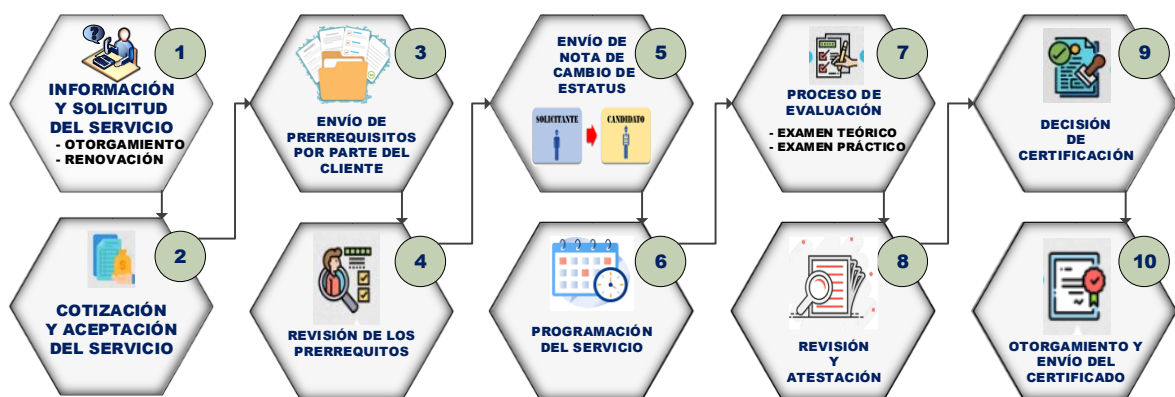 1
INFORMACIÓN
Y SOLICITUD
DEL SERVICIO
- OTORGAMIENTO
- RENOVACIÓN
2
COTIZACIÓN
Y ACEPTACIÓN
DEL SERVICIO
3
ENVÍO DE
PRERREQUISITOS
POR PARTE DEL
CLIENTE
4
REVISIÓN DE LOS
PRERREQUITOS
5
ENVÍO DE
NOTA DE
CAMBIO DE
ESTATUS
SOLICITANTE
CANDIDATO
6
PROGRAMACIÓN
DEL SERVICIO
7
PROCESO DE
EVALUACIÓN
- EXAMEN TEÓRICO
- EXAMEN PRÁCTICO
8
REVISIÓN
Y
ATESTACIÓN
9
DECISIÓN
DE
CERTIFICACIÓN
10
OTORGAMIENTO Y
ENVÍO DEL
CERTIFICADO